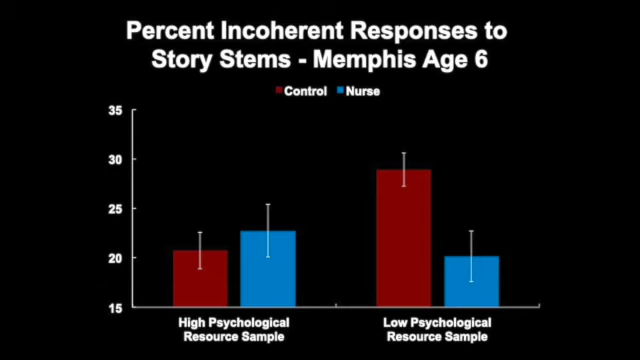 Percent Incoherent Responses to
Story Stems - Memphis Age 6
Control Nurse
35
30
25
20
15
High Psychological
Resource Sample
Low Psychological
Resource Sample